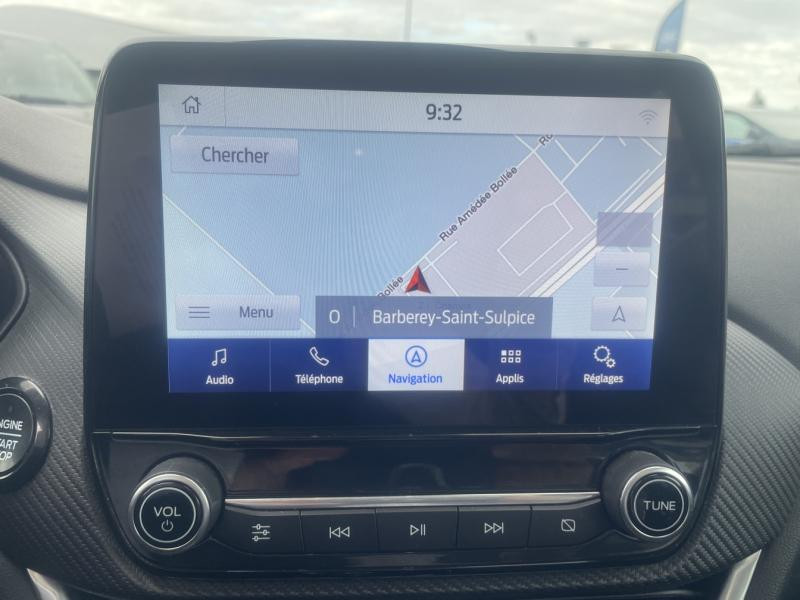 9:32
Chercher
Rue Amédée Bollée
Bollée
Menu
O | Barberey-Saint-Sulpice
Audio
Téléphone
Navigation
Applis
Réglages
ENGINE
START
STOP
VOL
TUNE